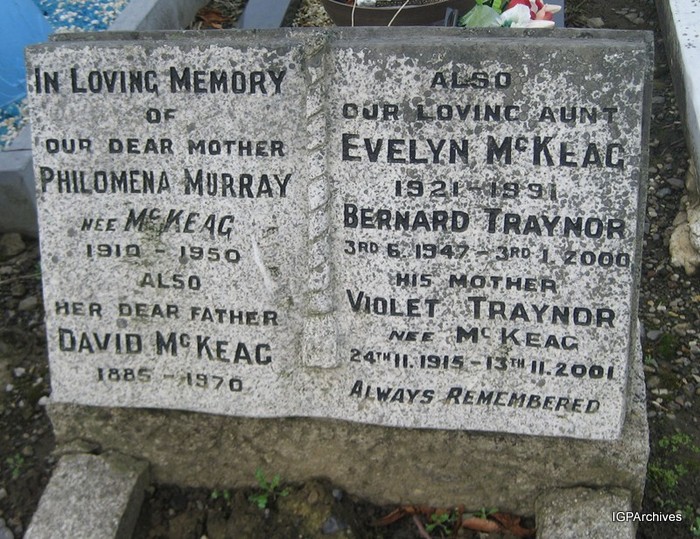 In Loving Memory
OF
OUR DEAR MOTHER
PHILOMENA MURRAY
NEE McKEAG
1910 - 1950
ALSO
HER DEAR FATHER
DAVID McKEAG
1885 - 1970
ALSO
OUR LOVING AUNT
EVELYN McKEAG
1921 - 1991
BERNARD TRAYNOR
3RD 6. 1947 - 3RD 1. 2000
HIS MOTHER
VIOLET TRAYNOR
NEE McKEAG
24TH 11. 1915 - 13TH 11. 2001
ALWAYS REMEMBERED
IGPArchives